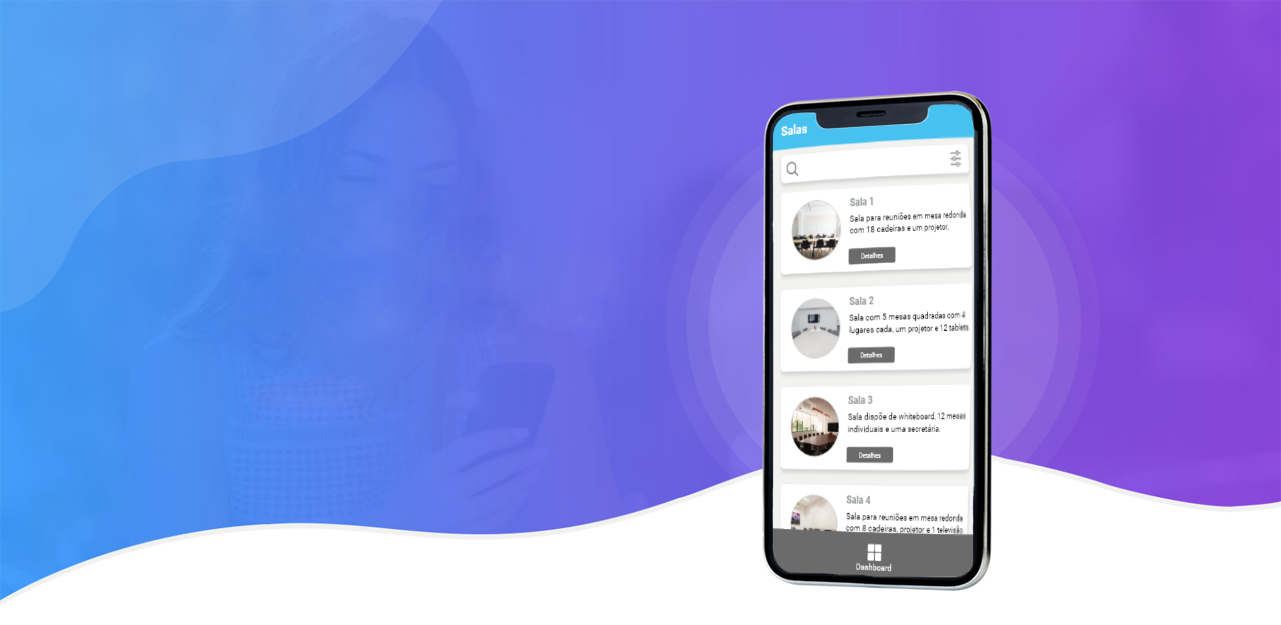 Salas
Sala 1
Sala para reuniões em mesa redonda
com 18 cadeiras e um projetor.
Detalhes
Sala 2
Sala com 5 mesas quadradas com 4
lugares cada, um projetor e 12 tablets.
Detalhes
Sala 3
Sala dispõe de whiteboard, 12 mesas
individuais e uma secretária.
Detalhes
Sala 4
Sala para reuniões em mesa redonda
com 8 cadeiras, projetor e 1 televisão.
Dashboard